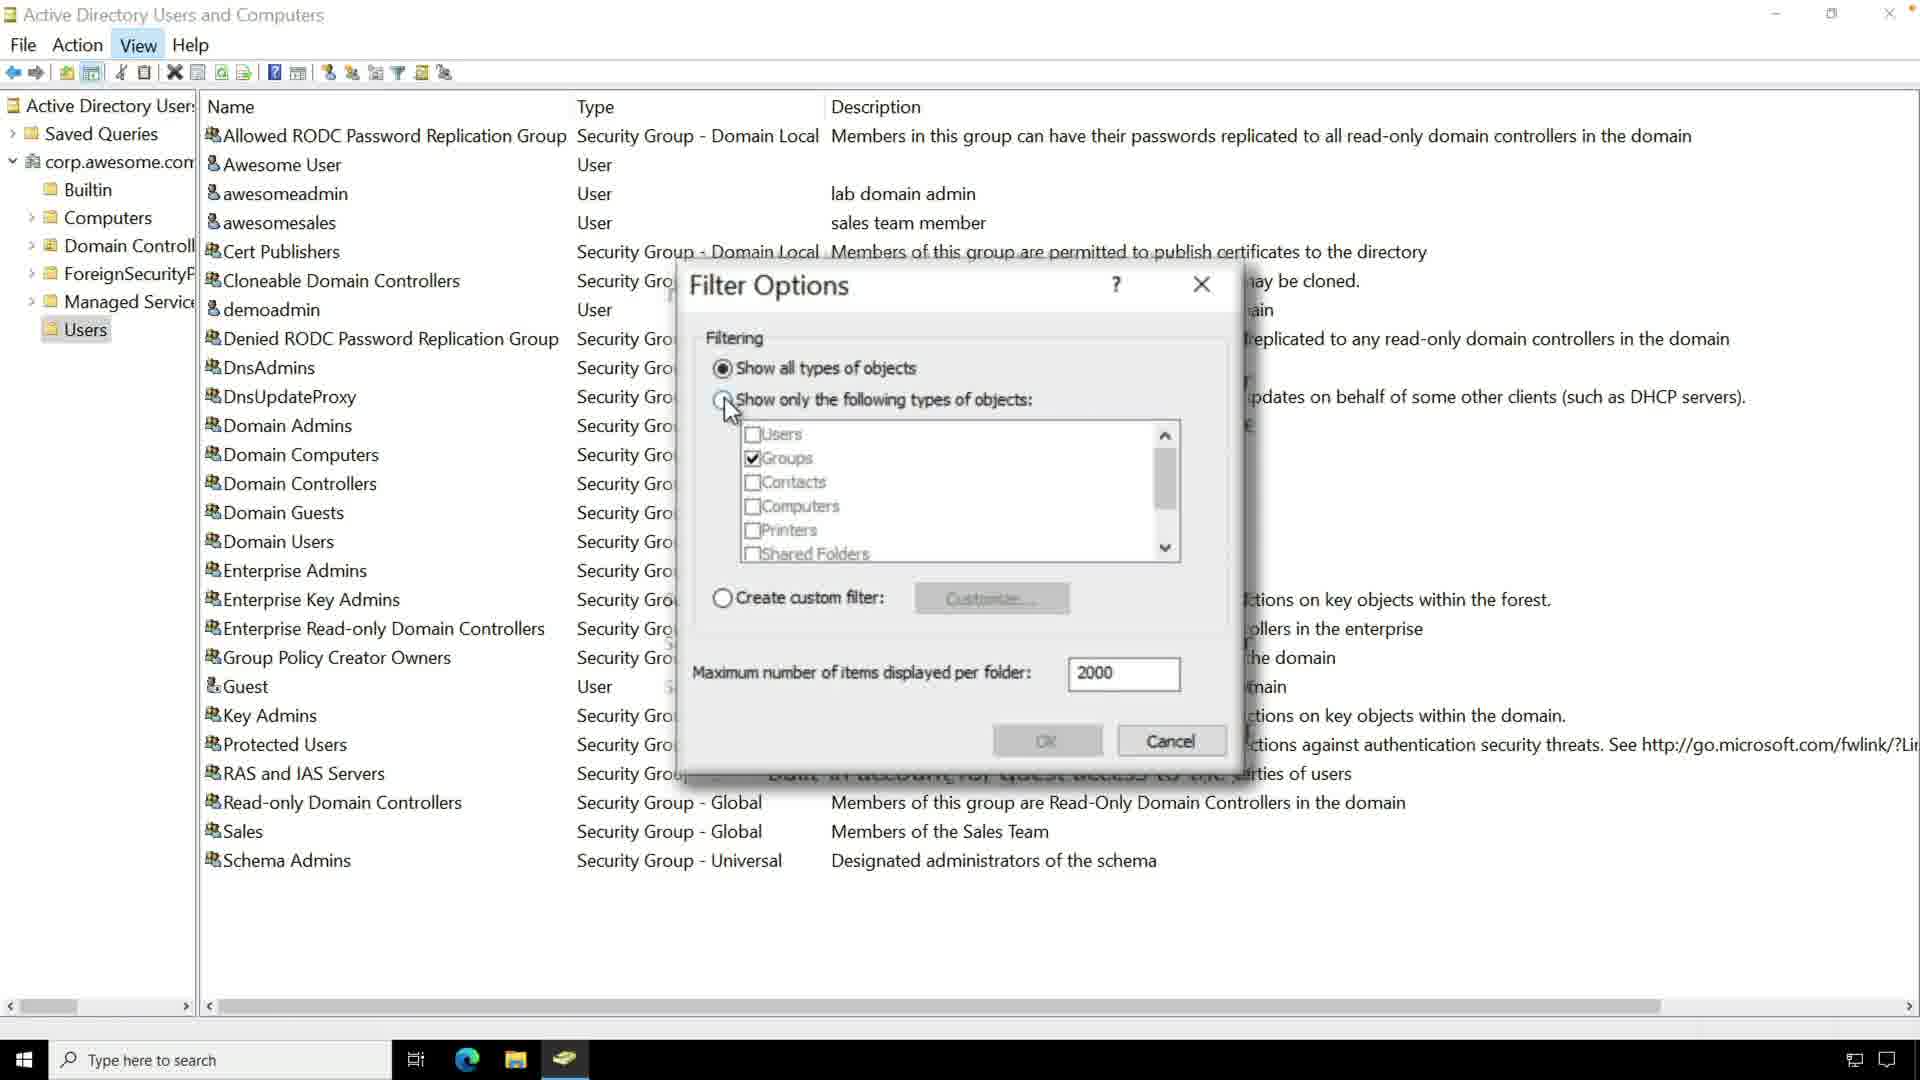 Active Directory Users and Computers
File Action View Help
Active Directory Users
Saved Queries
corp.awesome.com
Builtin
Computers
Domain Controll
ForeignSecurityP
Managed Service
Users
Name Type Description
Allowed RODC Password Replication Group Security Group - Domain Local Members in this group can have their passwords replicated to all read-only domain controllers in the domain
Awesome User User
awesomeadmin User lab domain admin
awesomesales User sales team member
Cert Publishers Security Group - Domain Local Members of this group are permitted to publish certificates to the directory
Cloneable Domain Controllers Security Gro may be cloned.
demoadmin User ain
Denied RODC Password Replication Group Security Gro replicated to any read-only domain controllers in the domain
DnsAdmins Security Gro
DnsUpdateProxy Security Gro pdates on behalf of some other clients (such as DHCP servers).
Domain Admins Security Gro
Domain Computers Security Gro
Domain Controllers Security Gro
Domain Guests Security Gro
Domain Users Security Gro
Enterprise Admins Security Gro
Enterprise Key Admins Security Gro ctions on key objects within the forest.
Enterprise Read-only Domain Controllers Security Gro ollers in the enterprise
Group Policy Creator Owners Security Gro the domain
Guest User main
Key Admins Security Gro ctions on key objects within the domain.
Protected Users Security Gro ctions against authentication security threats. See http://go.microsoft.com/fwlink/?Li
RAS and IAS Servers Security Gro erties of users
Read-only Domain Controllers Security Group - Global Members of this group are Read-Only Domain Controllers in the domain
Sales Security Group - Global Members of the Sales Team
Schema Admins Security Group - Universal Designated administrators of the schema
Filter Options ?
Filtering
Show all types of objects
Show only the following types of objects:
Users
Groups
Contacts
Computers
Printers
Shared Folders
Create custom filter: Customize...
Maximum number of items displayed per folder: 2000
OK Cancel
Type here to search